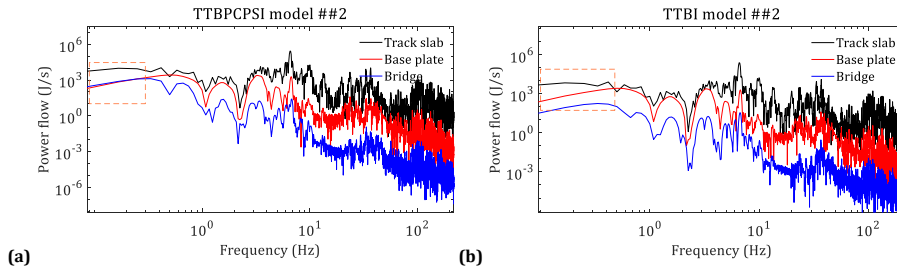 TTBPCPSI model ##2
Power flow (J/s)
10^6
10^3
10^0
10^-3
10^-6
Track slab
Base plate
Bridge
10^0
10^1
10^2
Frequency (Hz)
(a)
TTBI model ##2
Power flow (J/s)
10^6
10^3
10^0
10^-3
Track slab
Base plate
Bridge
10^0
10^1
10^2
Frequency (Hz)
(b)